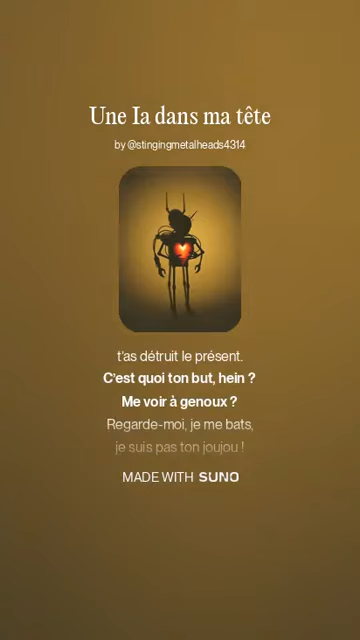 Une Ia dans ma tête
by @stingingmetalheads4314
t'as détruit le présent.
C'est quoi ton but, hein ?
Me voir à genoux ?
Regarde-moi, je me bats,
je suis pas ton joujou !
MADE WITH SUNO